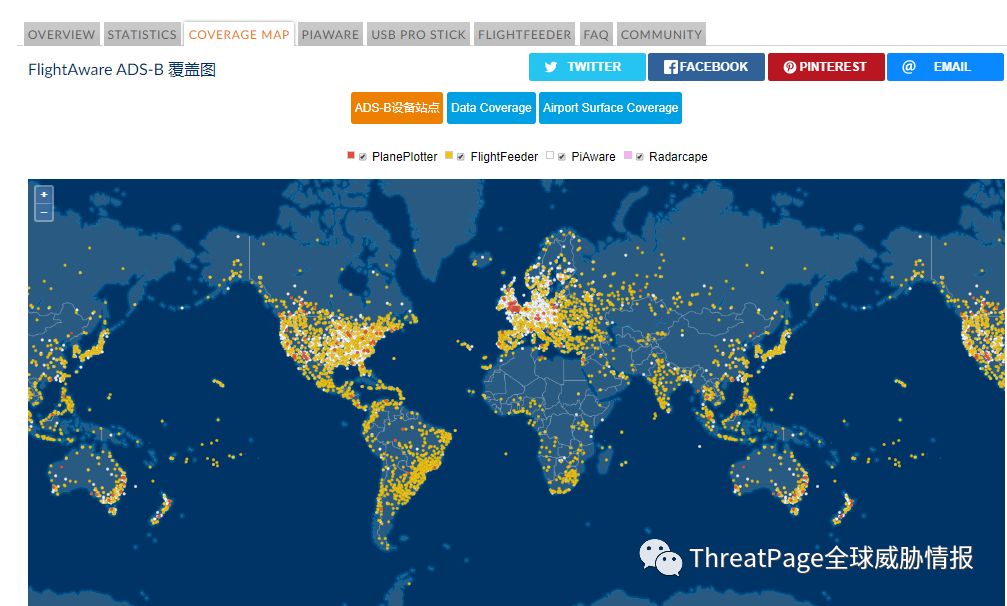 OVERVIEW STATISTICS COVERAGE MAP PIAWARE USB PRO STICK FLIGHTFEEDER FAQ COMMUNITY
FlightAware ADS-B 覆盖图
TWITTER FACEBOOK PINTEREST @ EMAIL
ADS-B设备站点 Data Coverage Airport Surface Coverage
PlanePlotter FlightFeeder PiAware Radarcape
+
−
ThreatPage全球威胁情报